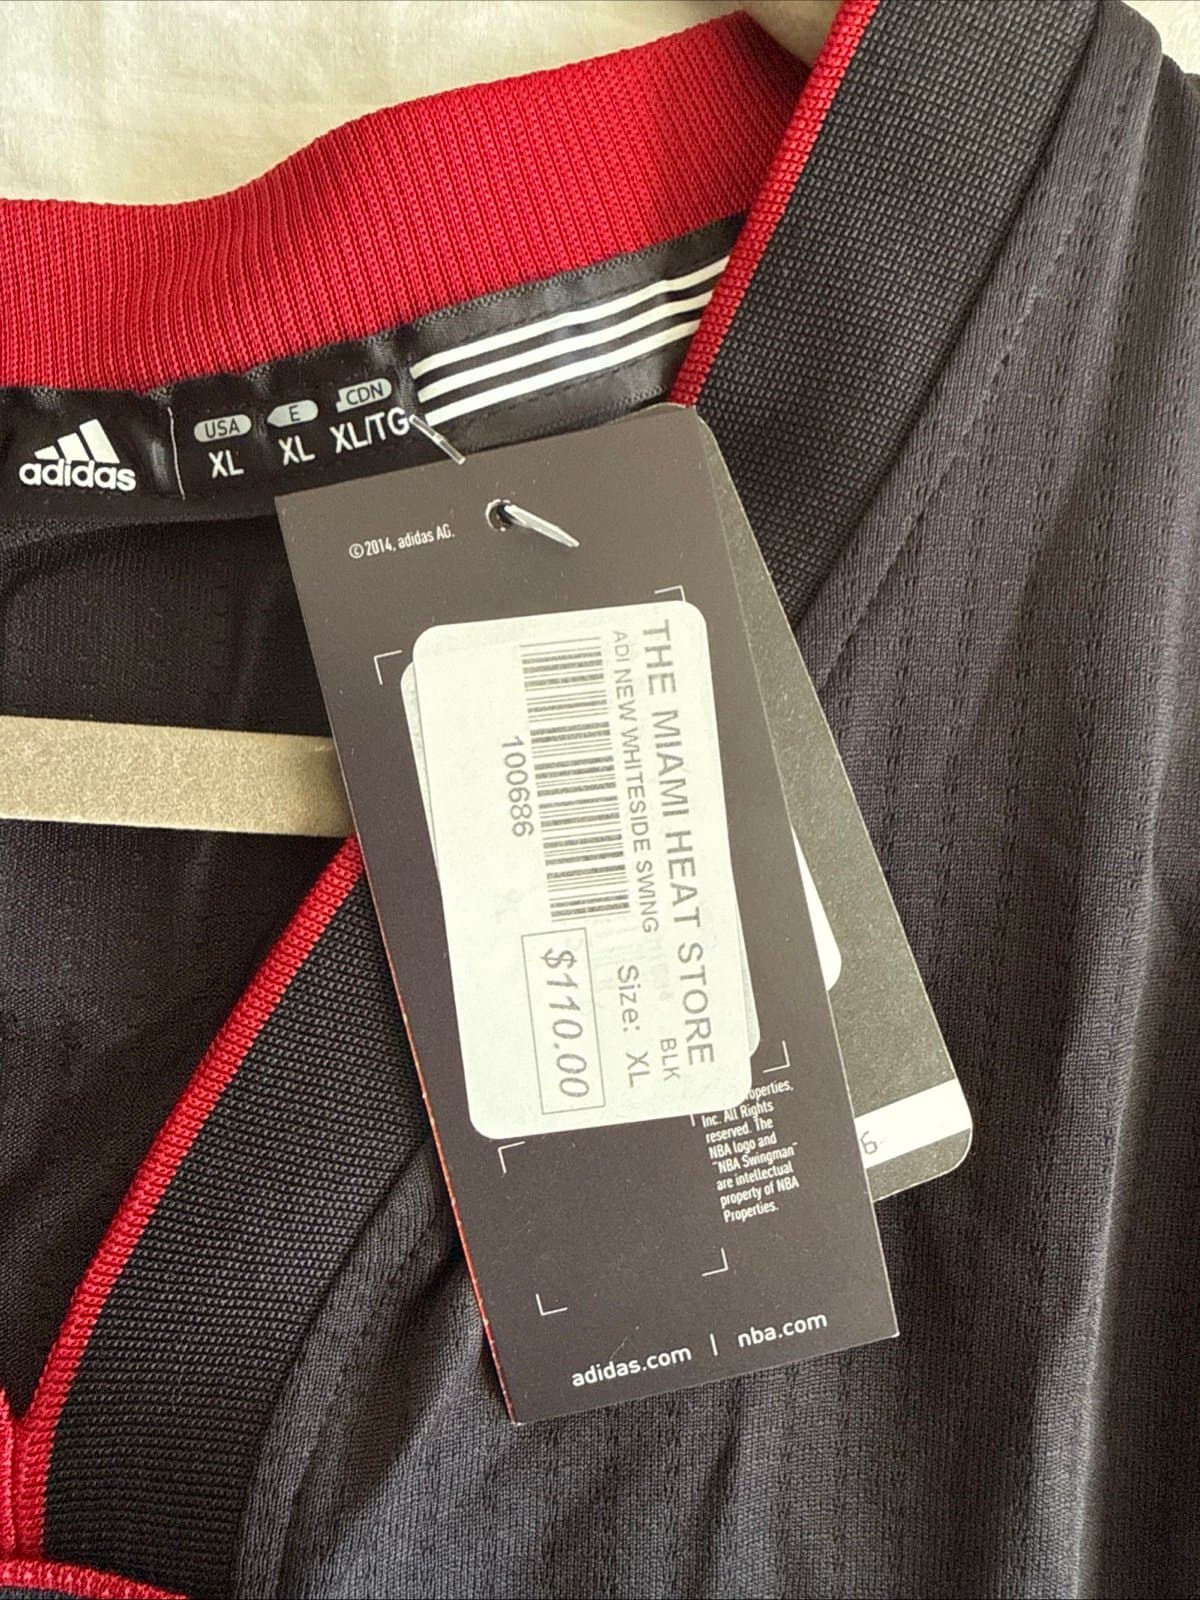 adidas
USA
XL
E
XL
CDN
XL/TG
©2014, adidas AG.
THE MIAMI HEAT STORE
ADI NEW WHITESIDE SWING
BLK
Size: XL
100686
$110.00
Inc. All Rights
reserved. The
NBA logo and
"NBA Swingman"
are intellectual
property of NBA
Properties.
adidas.com | nba.com